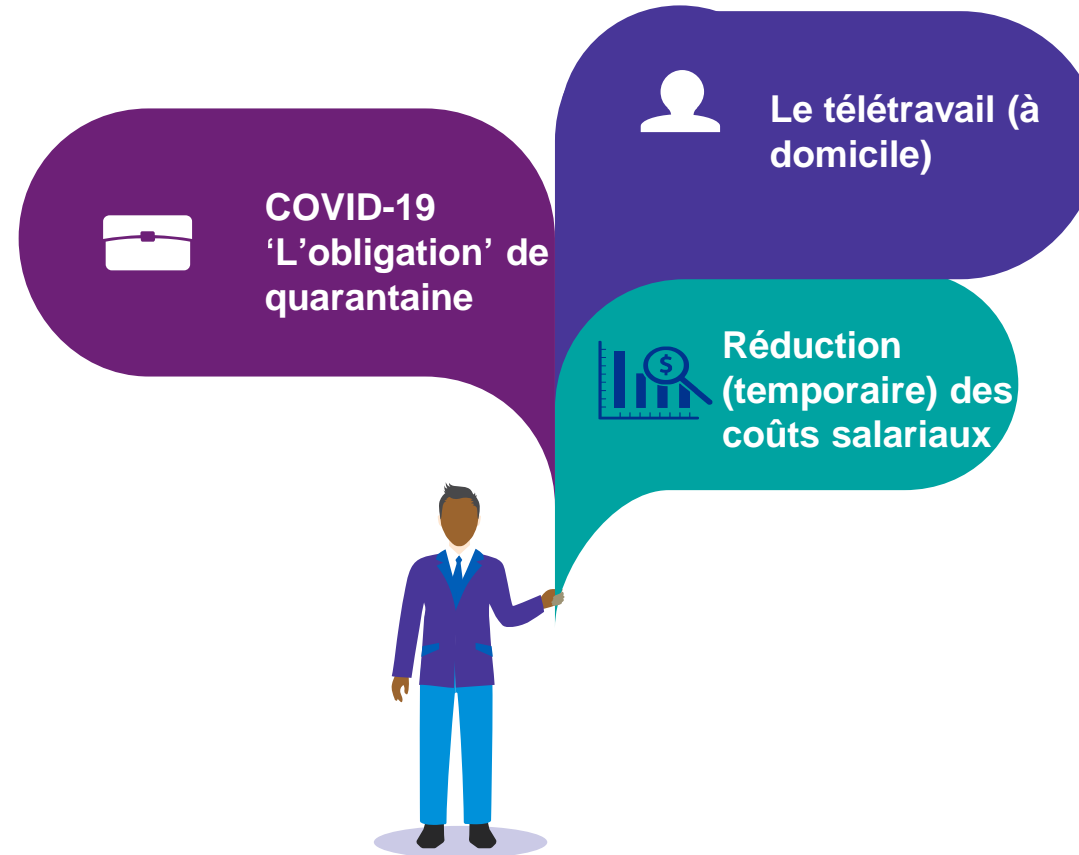 COVID-19
‘L’obligation’ de
quarantaine
Le télétravail (à
domicile)
Réduction
(temporaire) des
coûts salariaux
$